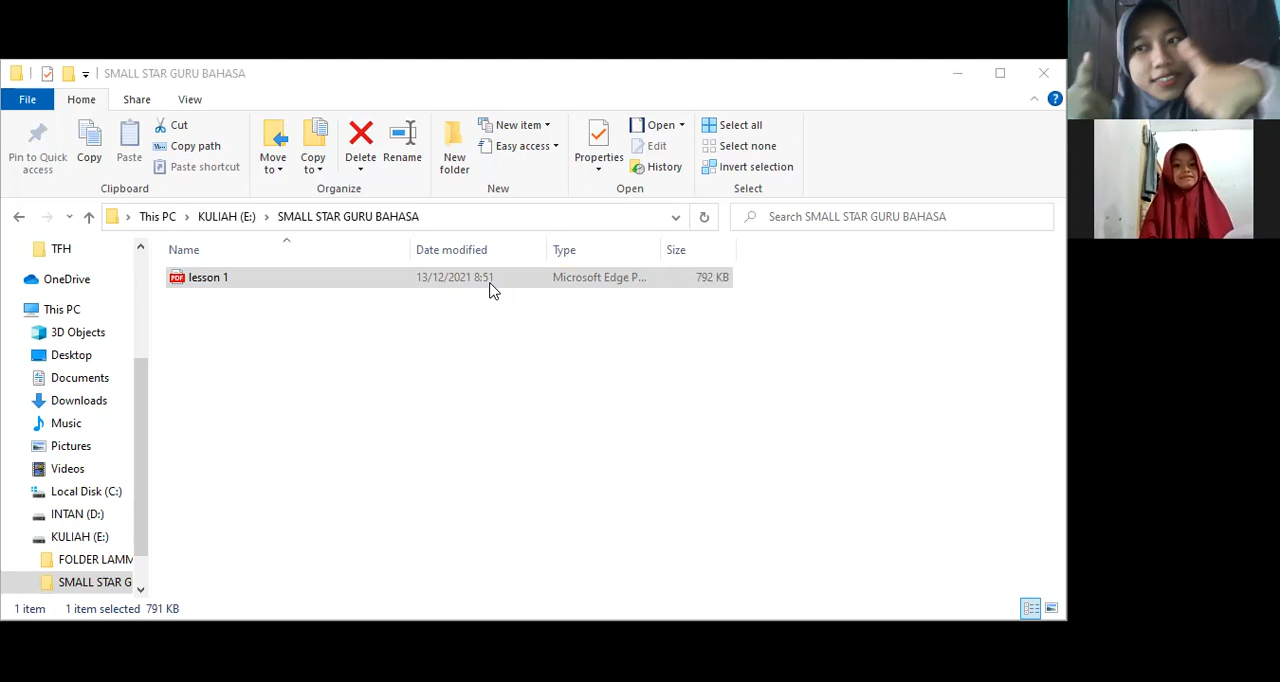 SMALL STAR GURU BAHASA
File Home Share View
Pin to Quick access
Copy
Paste
Cut
Copy path
Paste shortcut
Clipboard
Move to
Copy to
Delete
Rename
Organize
New folder
New item
Easy access
New
Properties
Open
Edit
History
Open
Select all
Select none
Invert selection
Select
This PC > KULIAH (E:) > SMALL STAR GURU BAHASA
Search SMALL STAR GURU BAHASA
Name Date modified Type Size
PDF lesson 1 13/12/2021 8:51 Microsoft Edge P... 792 KB
TFH
OneDrive
This PC
3D Objects
Desktop
Documents
Downloads
Music
Pictures
Videos
Local Disk (C:)
INTAN (D:)
KULIAH (E:)
FOLDER LAMM
SMALL STAR G
1 item 1 item selected 791 KB